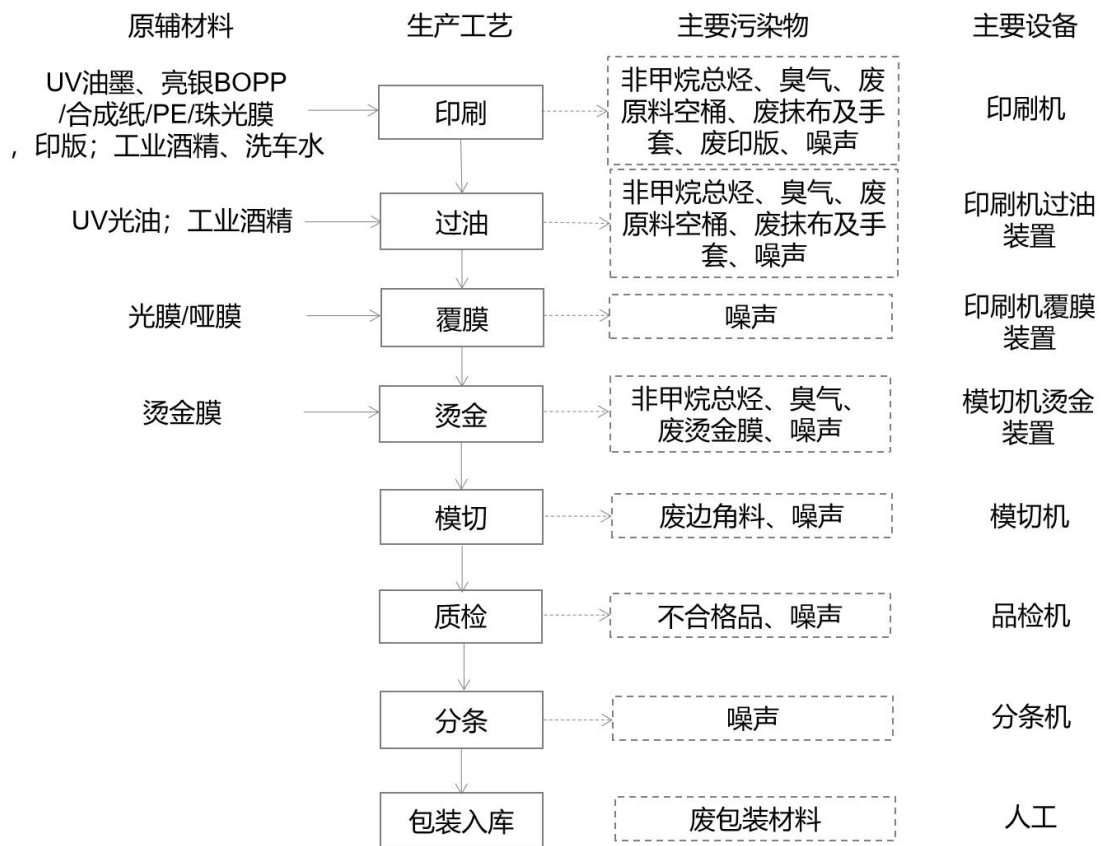 原辅材料 生产工艺 主要污染物 主要设备
UV油墨、亮银BOPP
/合成纸/PE/珠光膜
，印版；工业酒精、洗车水
印刷
非甲烷总烃、臭气、废
原料空桶、废抹布及手
套、废印版、噪声
印刷机
UV光油；工业酒精
过油
非甲烷总烃、臭气、废
原料空桶、废抹布及手
套、噪声
印刷机过油
装置
光膜/哑膜
覆膜
噪声
印刷机覆膜
装置
烫金膜
烫金
非甲烷总烃、臭气、
废烫金膜、噪声
模切机烫金
装置
模切
废边角料、噪声
模切机
质检
不合格品、噪声
品检机
分条
噪声
分条机
包装入库
废包装材料
人工